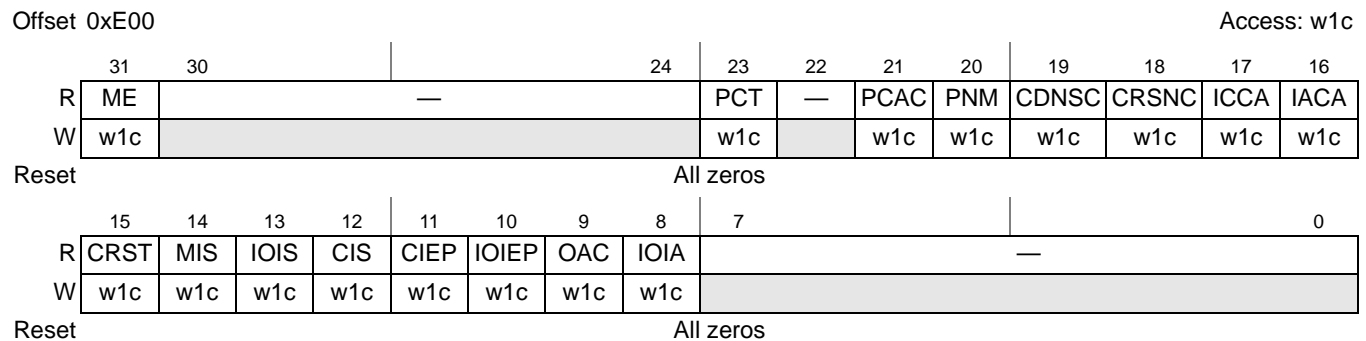 Offset 0xE00 Access: w1c
31 30 24 23 22 21 20 19 18 17 16
R ME — PCT — PCAC PNM CDNSC CRSNC ICCA IACA
W w1c w1c w1c w1c w1c w1c w1c w1c
Reset All zeros
15 14 13 12 11 10 9 8 7 0
R CRST MIS IOIS CIS CIEP IOIEP OAC IOIA —
W w1c w1c w1c w1c w1c w1c w1c w1c
Reset All zeros